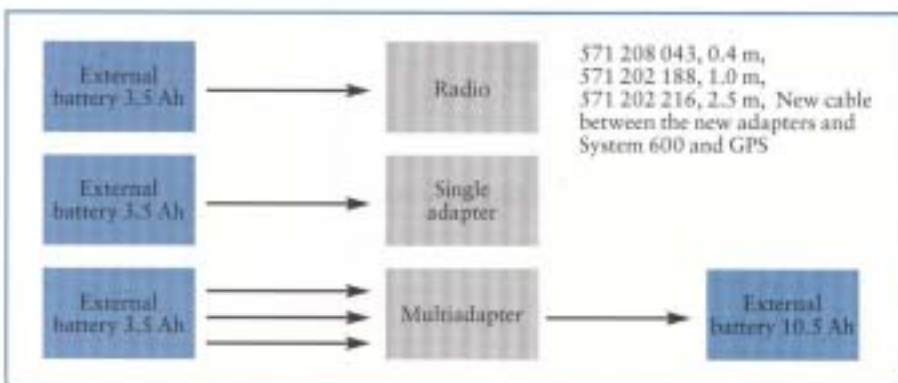 External
battery 3.5 Ah
Radio
571 208 043, 0.4 m,
571 202 188, 1.0 m,
571 202 216, 2.5 m, New cable
between the new adapters and
System 600 and GPS
External
battery 3.5 Ah
Single
adapter
External
battery 3.5 Ah
Multiadapter
External
battery 10.5 Ah